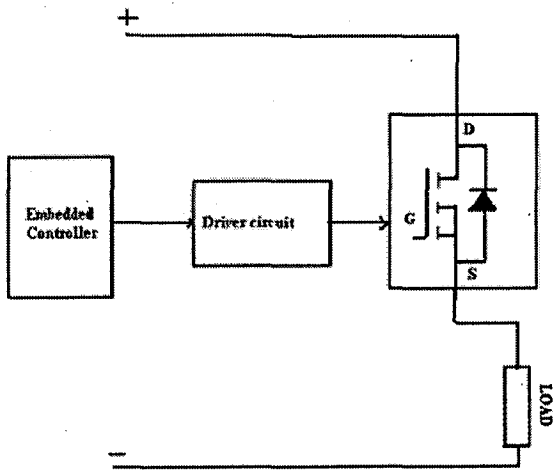 +
D
Embedded
Controller
Driver circuit
G
S
LOAD
−